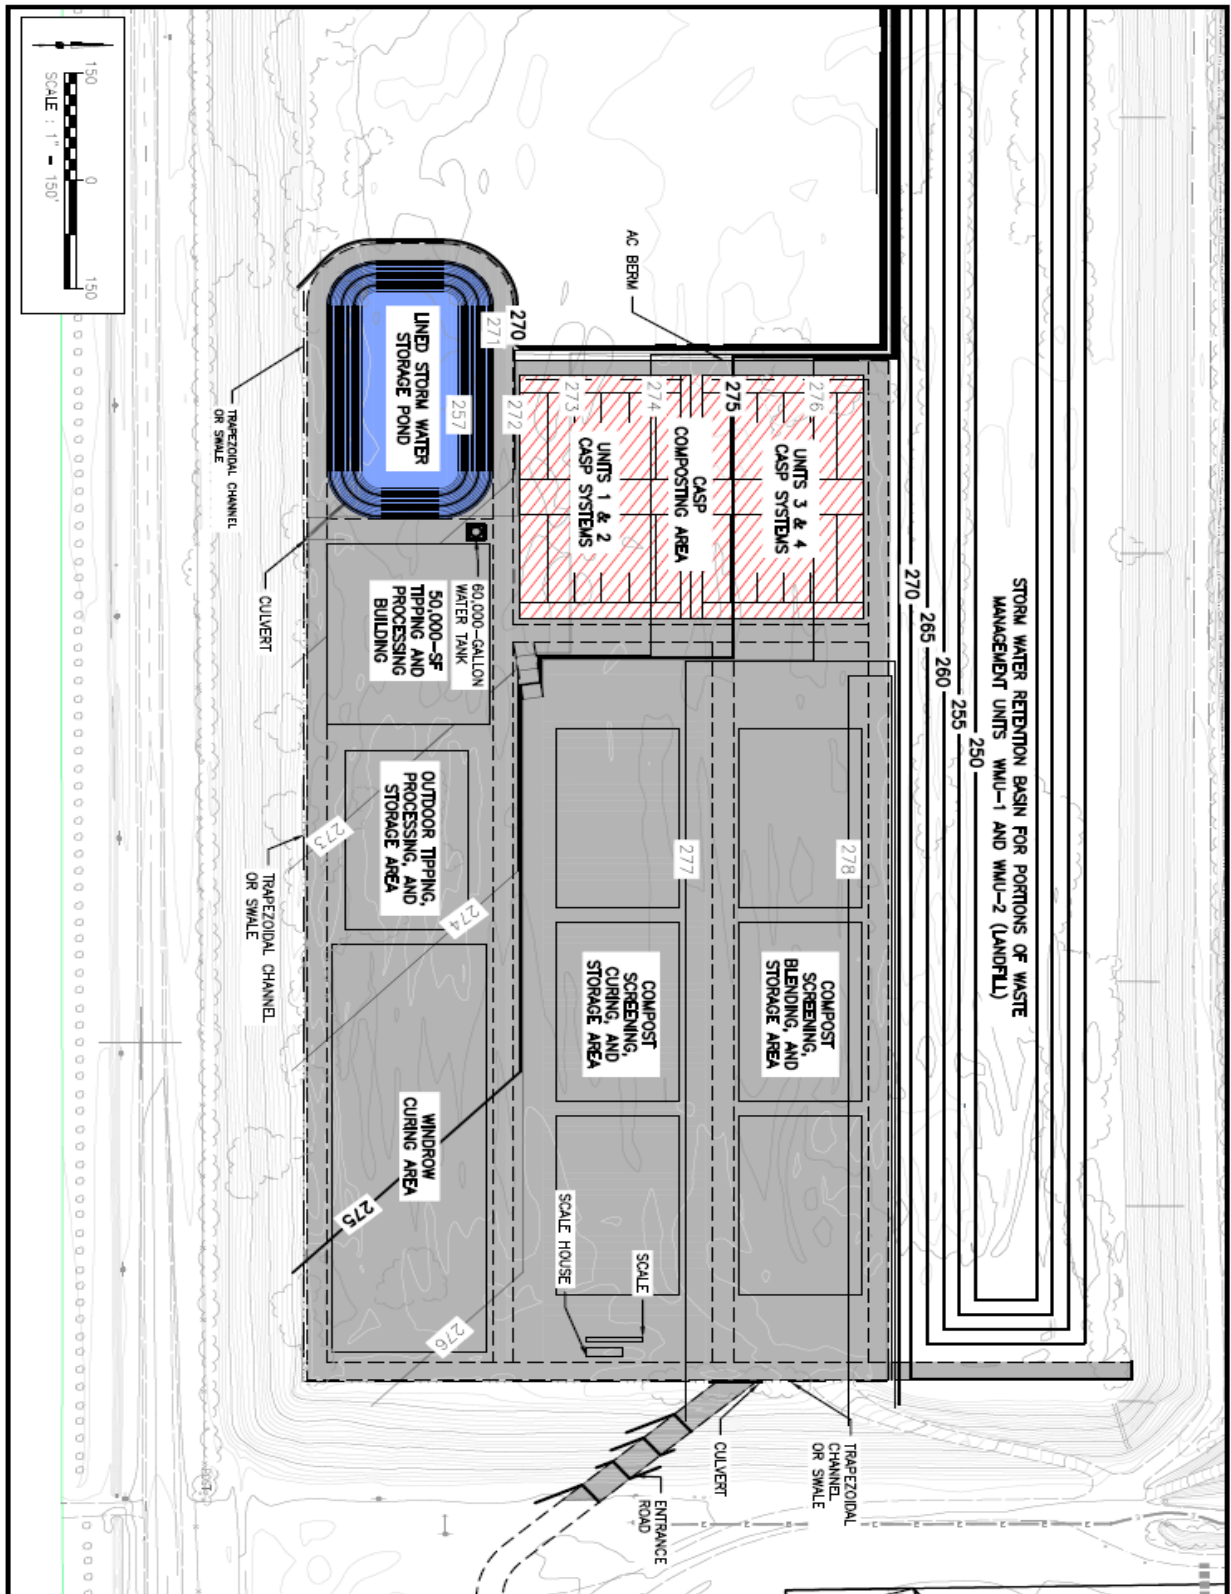 STORM WATER RETENTION BASIN FOR PORTIONS OF WASTE
MANAGEMENT UNITS WMU-1 AND WMU-2 (LANDFILL)
250
255
260
265
270
AC BERM
276
275
274
273
272
270
271
257
UNITS 3 & 4
CASP SYSTEMS
CASP
COMPOSTING AREA
UNITS 1 & 2
CASP SYSTEMS
LINED STORM WATER
STORAGE POND
278
277
COMPOST
SCREENING,
BLENDING, AND
STORAGE AREA
COMPOST
SCREENING,
CURING, AND
STORAGE AREA
SCALE
SCALE HOUSE
60,000-GALLON
WATER TANK
50,000-SF
TIPPING AND
PROCESSING
BUILDING
OUTDOOR TIPPING,
PROCESSING, AND
STORAGE AREA
WINDROW
CURING AREA
273
274
275
276
TRAPEZOIDAL CHANNEL
OR SWALE
CULVERT
TRAPEZOIDAL CHANNEL
OR SWALE
TRAPEZOIDAL
CHANNEL
OR SWALE
CULVERT
ENTRANCE
ROAD
150
0
150
SCALE : 1" = 150'